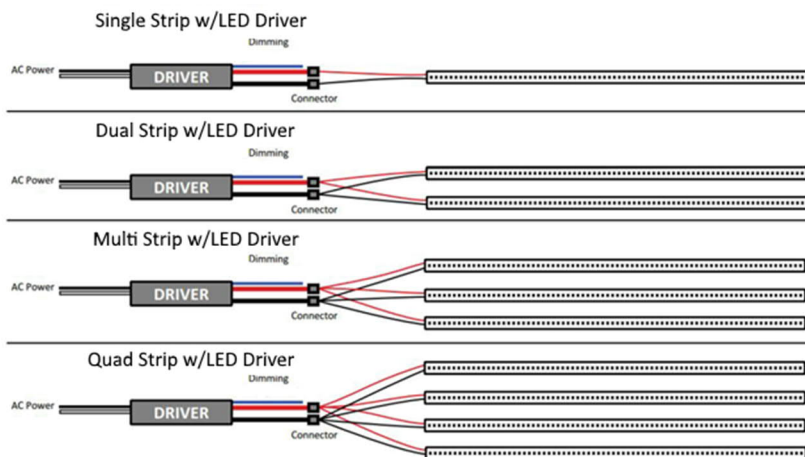 Single Strip w/LED Driver
Dimming
AC Power
DRIVER
Connector
Dual Strip w/LED Driver
Dimming
AC Power
DRIVER
Connector
Multi Strip w/LED Driver
Dimming
AC Power
DRIVER
Connector
Quad Strip w/LED Driver
Dimming
AC Power
DRIVER
Connector